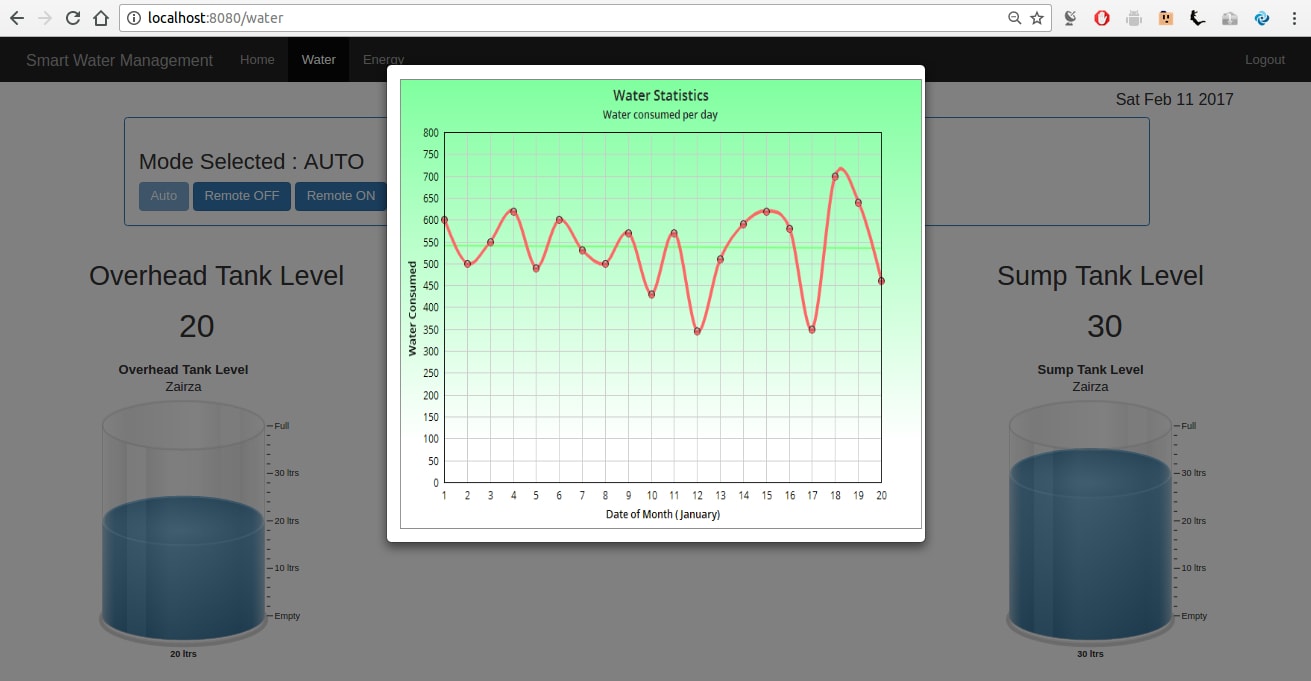 localhost:8080/water
Smart Water Management Home Water Energy Logout
Sat Feb 11 2017
Mode Selected : AUTO
Auto Remote OFF Remote ON
Overhead Tank Level
20
Overhead Tank Level
Zairza
Full
30 ltrs
20 ltrs
10 ltrs
Empty
20 ltrs
Water Statistics
Water consumed per day
Water Consumed
800
750
700
650
600
550
500
450
400
350
300
250
200
150
100
50
0
1 2 3 4 5 6 7 8 9 10 11 12 13 14 15 16 17 18 19 20
Date of Month ( January)
Sump Tank Level
30
Sump Tank Level
Zairza
Full
30 ltrs
20 ltrs
10 ltrs
Empty
30 ltrs